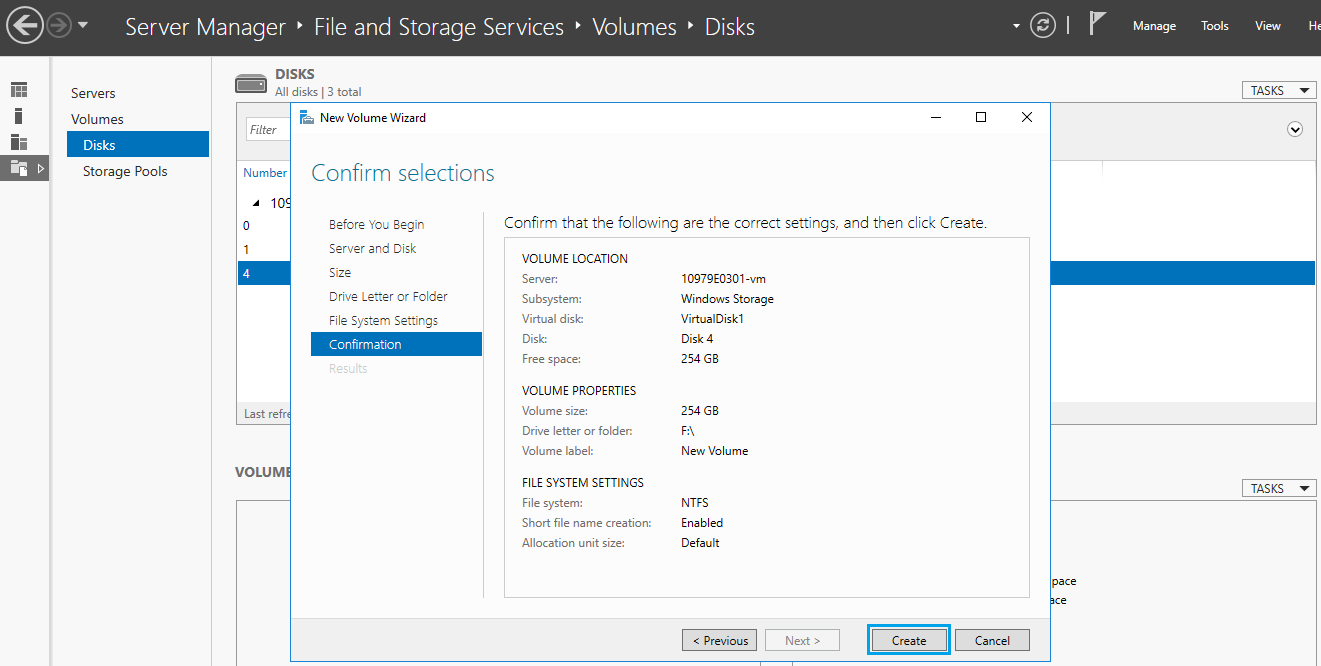 Server Manager ‣ File and Storage Services ‣ Volumes ‣ Disks
Manage Tools View He
Servers
Volumes
Disks
Storage Pools
DISKS
All disks | 3 total
TASKS
Filter
Number
109
0
1
4
Last refre
VOLUME
TASKS
pace
ace
New Volume Wizard
Confirm selections
Before You Begin
Server and Disk
Size
Drive Letter or Folder
File System Settings
Confirmation
Results
Confirm that the following are the correct settings, and then click Create.
VOLUME LOCATION
Server: 10979E0301-vm
Subsystem: Windows Storage
Virtual disk: VirtualDisk1
Disk: Disk 4
Free space: 254 GB
VOLUME PROPERTIES
Volume size: 254 GB
Drive letter or folder: F:\
Volume label: New Volume
FILE SYSTEM SETTINGS
File system: NTFS
Short file name creation: Enabled
Allocation unit size: Default
< Previous Next > Create Cancel